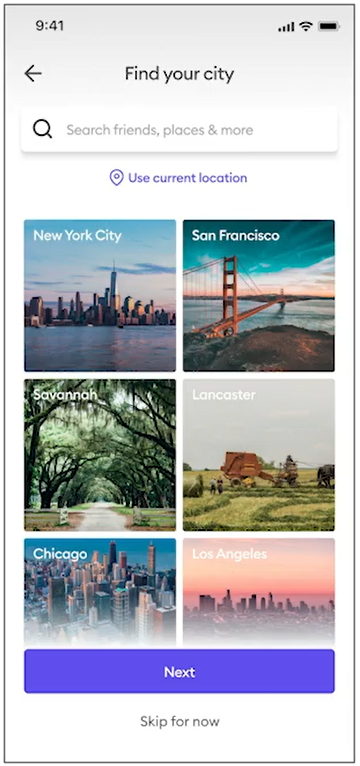 9:41
Find your city
Search friends, places & more
Use current location
New York City
San Francisco
Savannah
Lancaster
Chicago
Los Angeles
Next
Skip for now